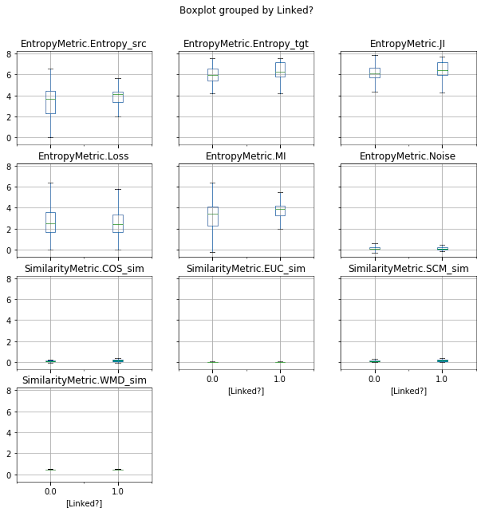 Boxplot grouped by Linked?
EntropyMetric.Entropy_src
EntropyMetric.Entropy_tgt
EntropyMetric.JI
8
6
4
2
0
EntropyMetric.Loss
EntropyMetric.MI
EntropyMetric.Noise
8
6
4
2
0
SimilarityMetric.COS_sim
SimilarityMetric.EUC_sim
SimilarityMetric.SCM_sim
8
6
4
2
0
0.0 1.0
[Linked?]
0.0 1.0
[Linked?]
SimilarityMetric.WMD_sim
8
6
4
2
0
0.0 1.0
[Linked?]